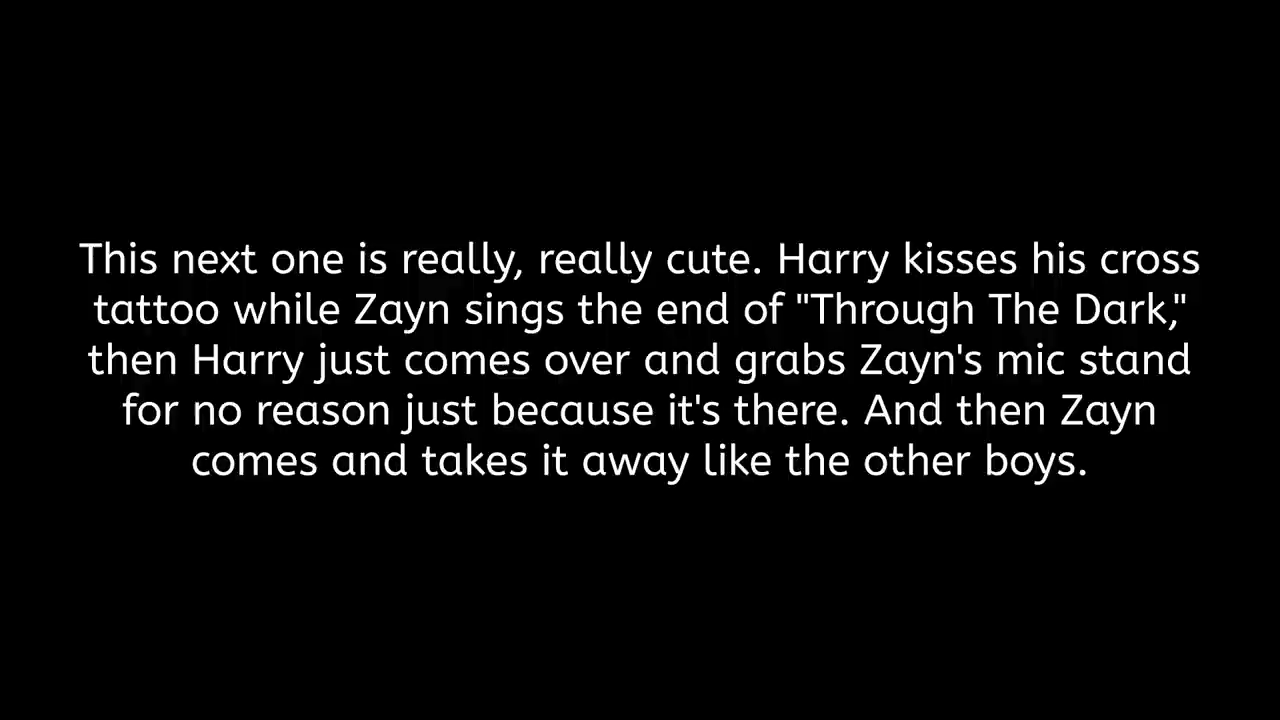 This next one is really, really cute. Harry kisses his cross
tattoo while Zayn sings the end of "Through The Dark,"
then Harry just comes over and grabs Zayn's mic stand
for no reason just because it's there. And then Zayn
comes and takes it away like the other boys.